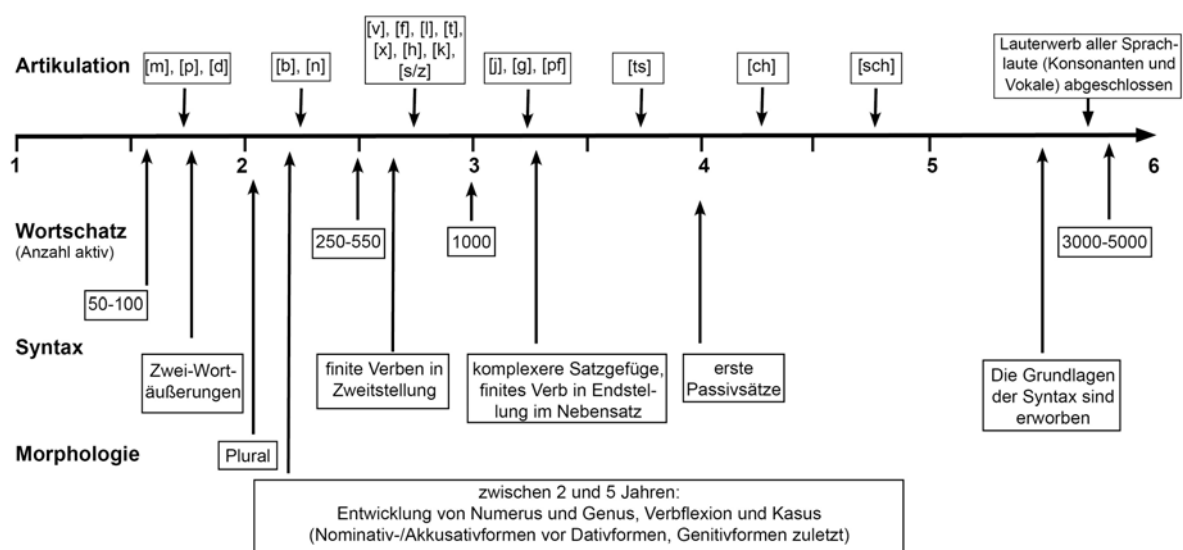 Artikulation
[m], [p], [d]
[b], [n]
[v], [f], [l], [t],
[x], [h], [k],
[s/z]
[j], [g], [pf]
[ts]
[ch]
[sch]
Lauterwerb aller Sprach-
laute (Konsonanten und
Vokale) abgeschlossen
1 2 3 4 5 6
Wortschatz
(Anzahl aktiv)
50-100
250-550
1000
3000-5000
Syntax
Zwei-Wort-
äußerungen
finite Verben in
Zweitstellung
komplexere Satzgefüge,
finites Verb in Endstel-
lung im Nebensatz
erste
Passivsätze
Die Grundlagen
der Syntax sind
erworben
Morphologie
Plural
zwischen 2 und 5 Jahren:
Entwicklung von Numerus und Genus, Verbflexion und Kasus
(Nominativ-/Akkusativformen vor Dativformen, Genitivformen zuletzt)